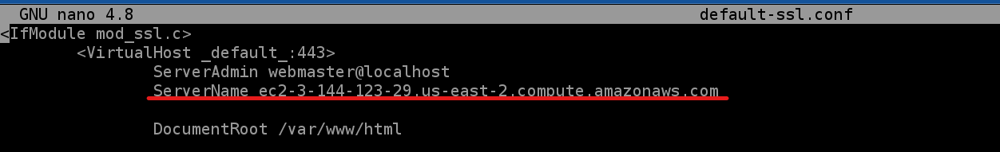 GNU nano 4.8 default-ssl.conf
<IfModule mod_ssl.c>
<VirtualHost _default_:443>
ServerAdmin webmaster@localhost
ServerName ec2-3-144-123-29.us-east-2.compute.amazonaws.com
DocumentRoot /var/www/html